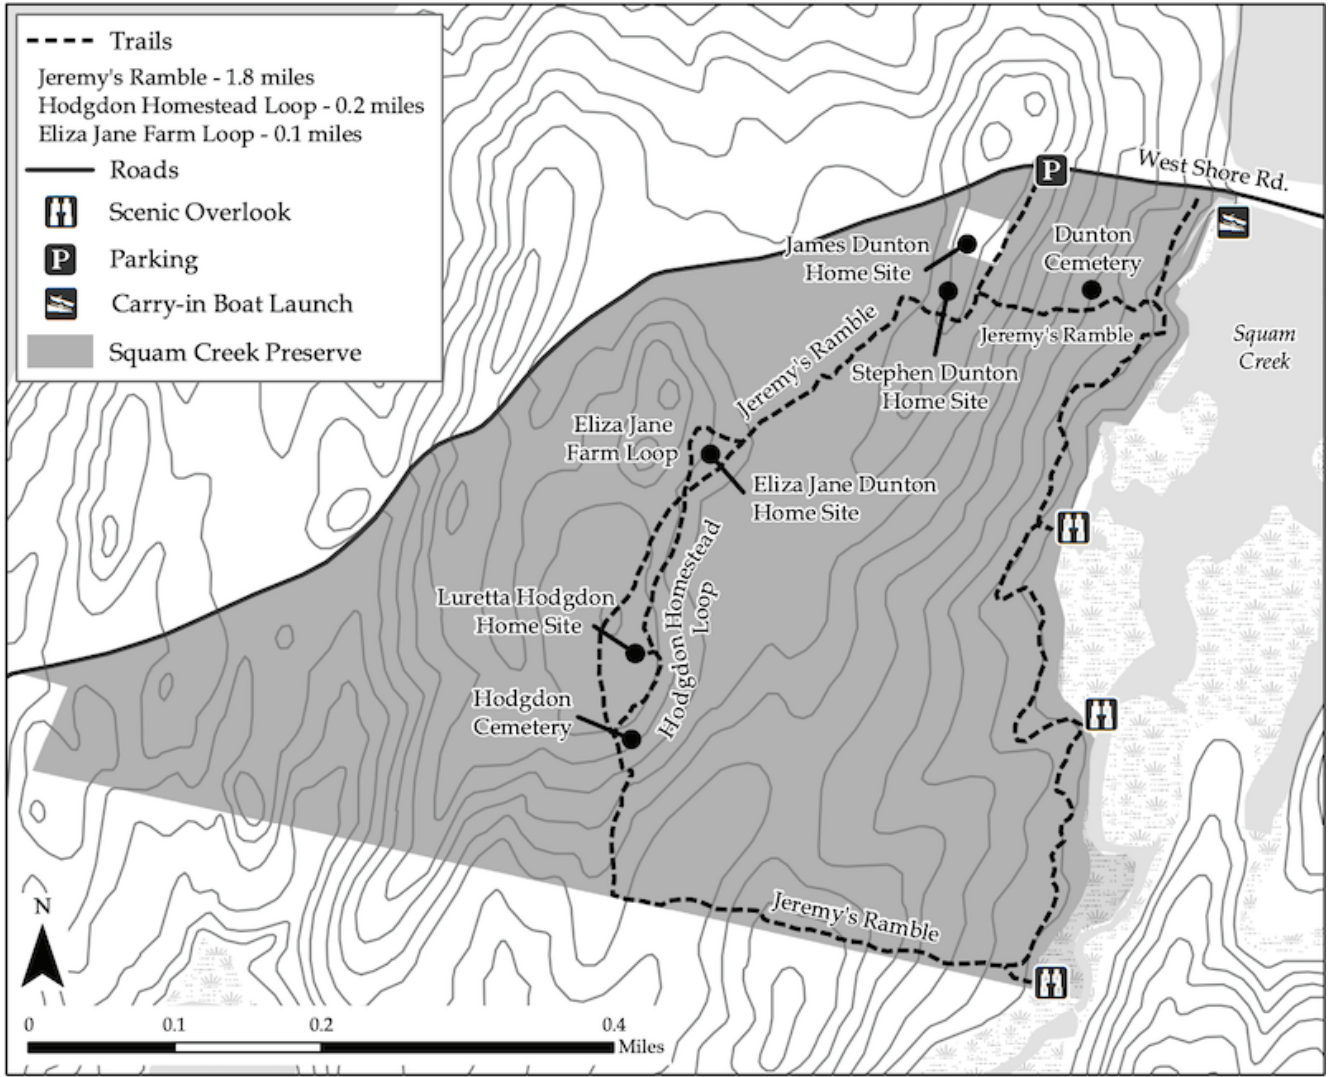 Trails
Jeremy's Ramble - 1.8 miles
Hodgdon Homestead Loop - 0.2 miles
Eliza Jane Farm Loop - 0.1 miles
Roads
Scenic Overlook
P Parking
Carry-in Boat Launch
Squam Creek Preserve
P
West Shore Rd.
James Dunton
Home Site
Dunton
Cemetery
Jeremy's Ramble
Jeremy's Ramble
Squam
Creek
Stephen Dunton
Home Site
Eliza Jane
Farm Loop
Eliza Jane Dunton
Home Site
Hodgdon Homestead
Loop
Luretta Hodgdon
Home Site
Hodgdon
Cemetery
Jeremy's Ramble
N
0 0.1 0.2 0.4
Miles